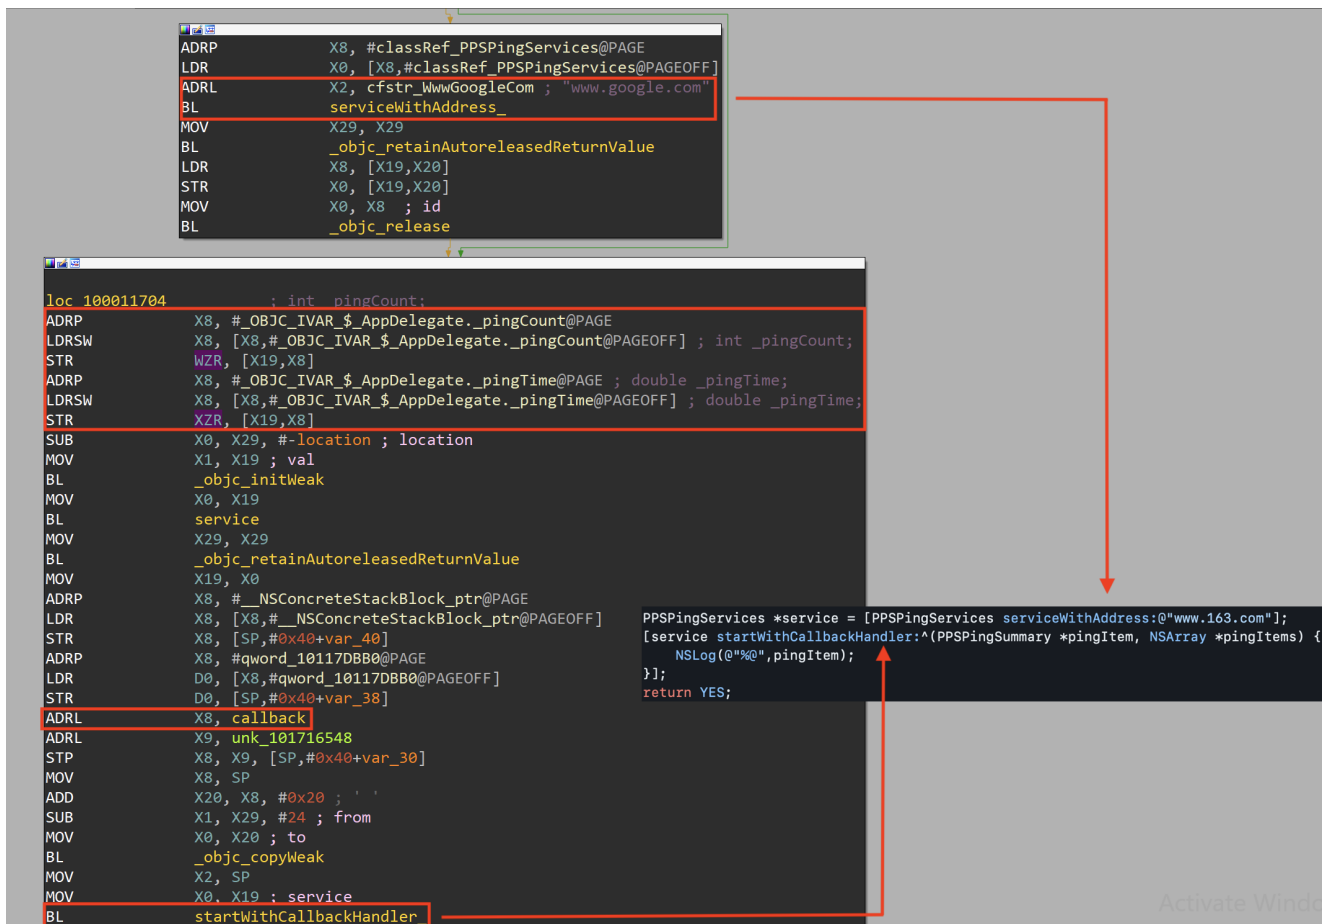 ADRP X8, #classRef_PPSPingServices@PAGE
LDR X0, [X8,#classRef_PPSPingServices@PAGEOFF]
ADRL X2, cfstr_WwwGoogleCom ; "www.google.com"
BL serviceWithAddress_
MOV X29, X29
BL _objc_retainAutoreleasedReturnValue
LDR X8, [X19,X20]
STR X0, [X19,X20]
MOV X0, X8 ; id
BL _objc_release
loc_100011704 ; int _pingCount;
ADRP X8, #_OBJC_IVAR_$_AppDelegate._pingCount@PAGE
LDRSW X8, [X8,#_OBJC_IVAR_$_AppDelegate._pingCount@PAGEOFF] ; int _pingCount;
STR WZR, [X19,X8]
ADRP X8, #_OBJC_IVAR_$_AppDelegate._pingTime@PAGE ; double _pingTime;
LDRSW X8, [X8,#_OBJC_IVAR_$_AppDelegate._pingTime@PAGEOFF] ; double _pingTime;
STR XZR, [X19,X8]
SUB X0, X29, #-location ; location
MOV X1, X19 ; val
BL _objc_initWeak
MOV X0, X19
BL service
MOV X29, X29
BL _objc_retainAutoreleasedReturnValue
MOV X19, X0
ADRP X8, #__NSConcreteStackBlock_ptr@PAGE
LDR X8, [X8,#__NSConcreteStackBlock_ptr@PAGEOFF]
STR X8, [SP,#0x40+var_40]
ADRP X8, #qword_10117DBB0@PAGE
LDR D0, [X8,#qword_10117DBB0@PAGEOFF]
STR D0, [SP,#0x40+var_38]
ADRL X8, callback
ADRL X9, unk_101716548
STP X8, X9, [SP,#0x40+var_30]
MOV X8, SP
ADD X20, X8, #0x20 ; ' '
SUB X1, X29, #24 ; from
MOV X0, X20 ; to
BL _objc_copyWeak
MOV X2, SP
MOV X0, X19 ; service
BL startWithCallbackHandler_
PPSPingServices *service = [PPSPingServices serviceWithAddress:@"www.163.com"];
[service startWithCallbackHandler:^(PPSPingSummary *pingItem, NSArray *pingItems) {
NSLog(@"%@",pingItem);
}];
return YES;
Activate Windo